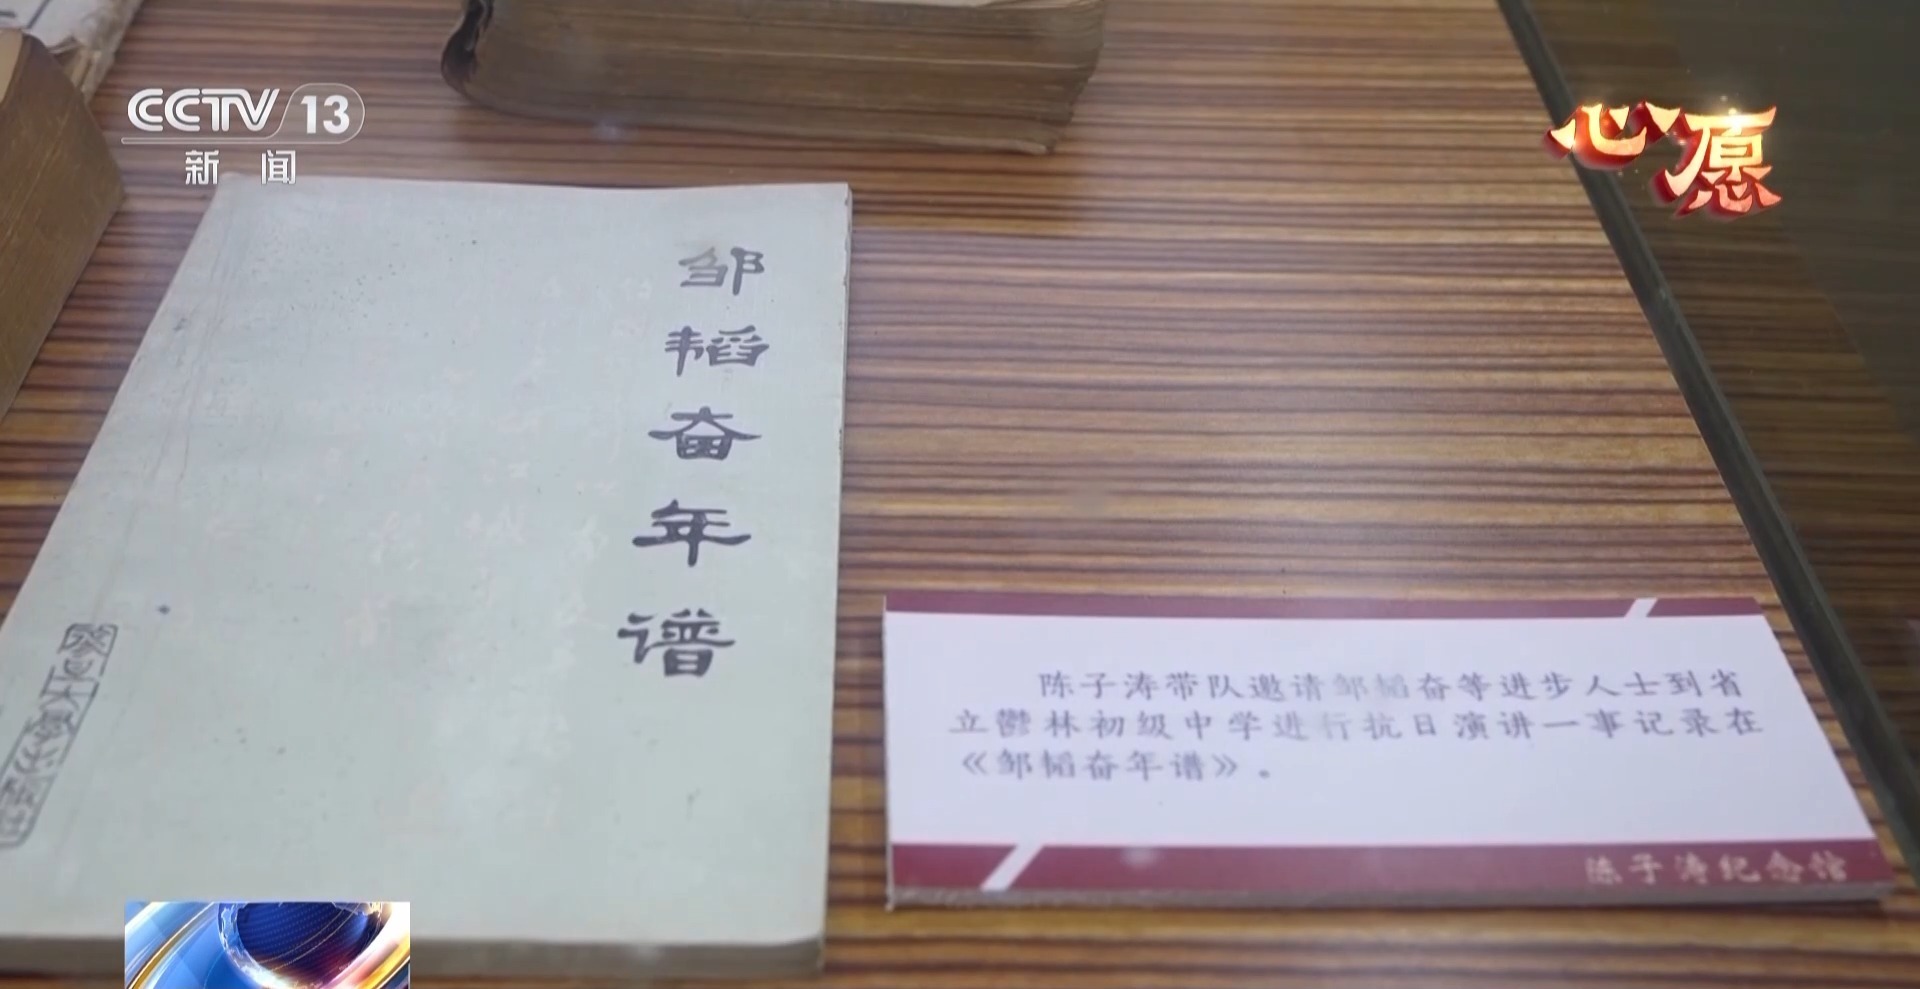 CCTV 13
新闻
心愿
邹韬奋年谱
陈子涛带队邀请邹韬奋等进步人士到省
立鬱林初级中学进行抗日演讲一事记录在
《邹韬奋年谱》。
陈子涛纪念馆